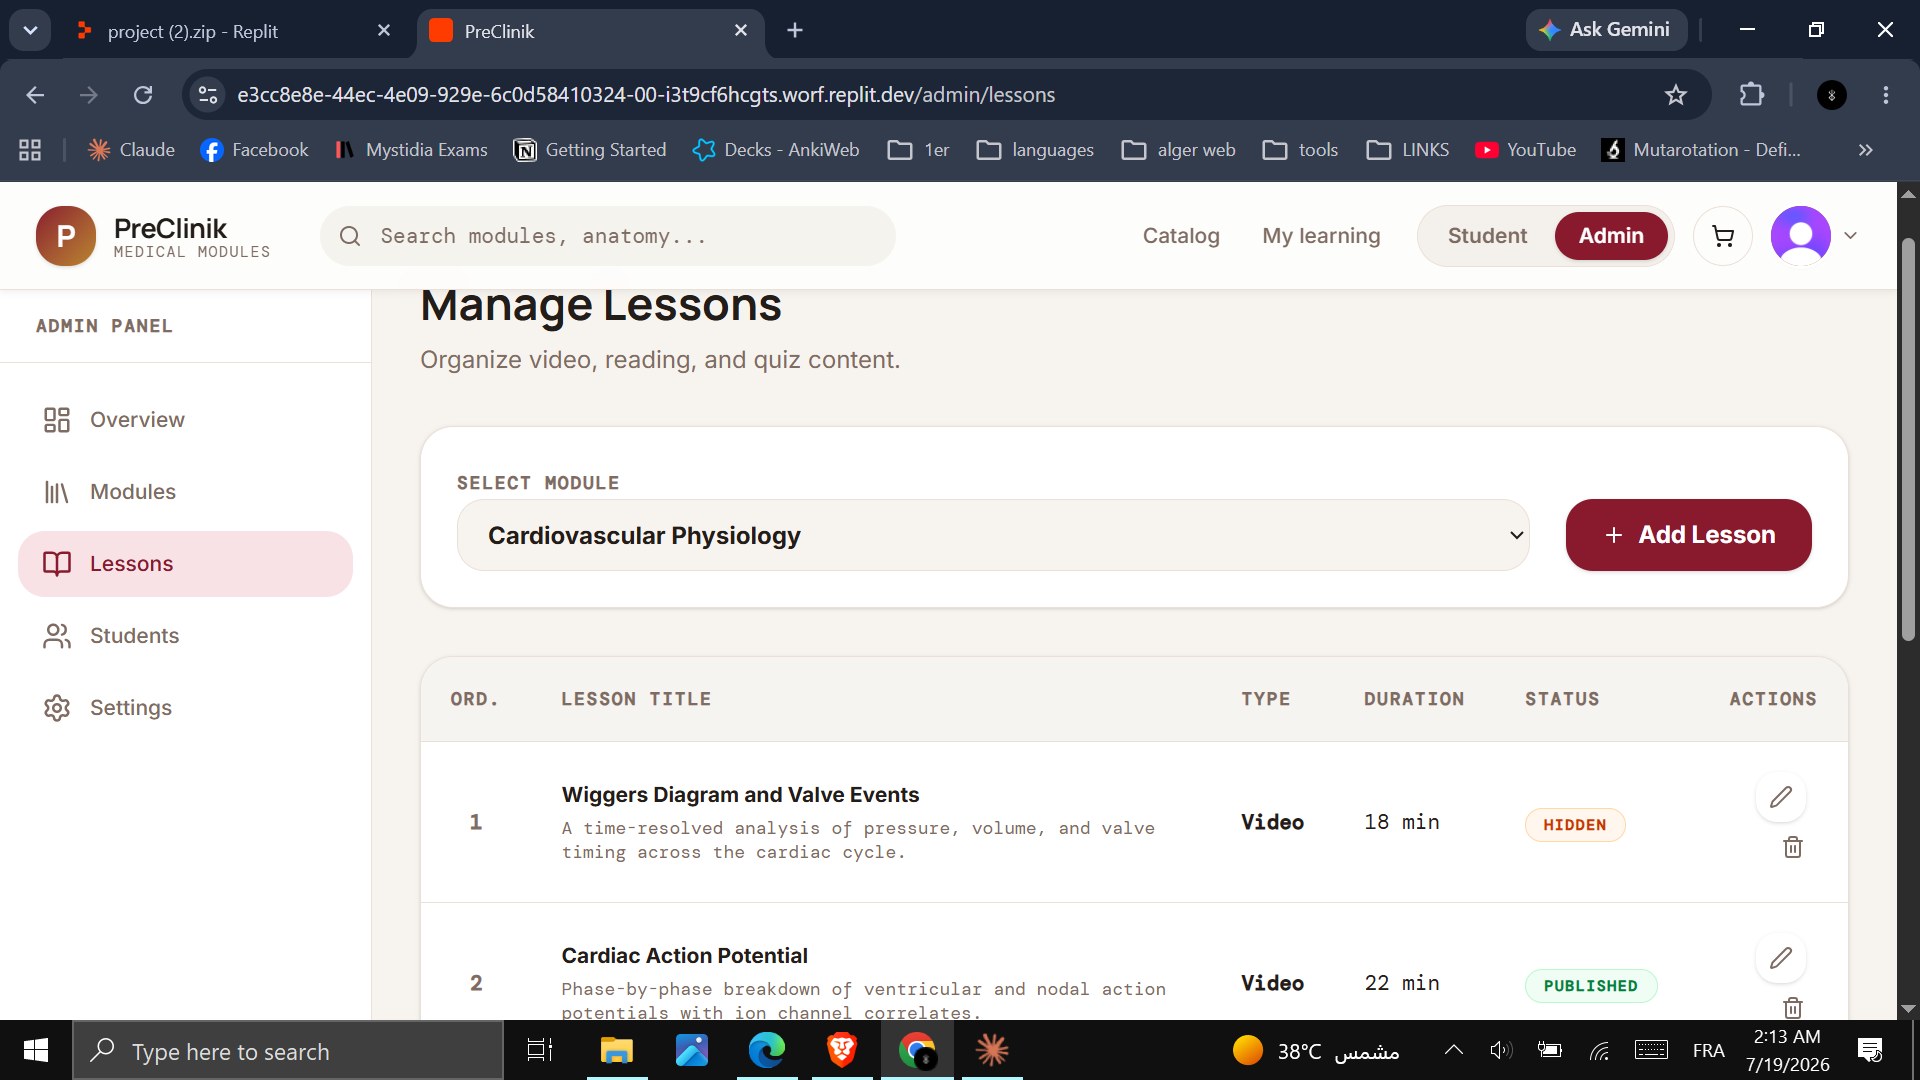 project (2).zip - Replit
PreClinik
Ask Gemini
e3cc8e8e-44ec-4e09-929e-6c0d58410324-00-i3t9cf6hcgts.worf.replit.dev/admin/lessons
Claude
Facebook
Mystidia Exams
Getting Started
Decks - AnkiWeb
1er
languages
alger web
tools
LINKS
YouTube
Mutarotation - Defi...
P
PreClinik
MEDICAL MODULES
Search modules, anatomy...
Catalog
My learning
Student
Admin
ADMIN PANEL
Overview
Modules
Lessons
Students
Settings
Manage Lessons
Organize video, reading, and quiz content.
SELECT MODULE
Cardiovascular Physiology
+ Add Lesson
ORD. LESSON TITLE TYPE DURATION STATUS ACTIONS
1
Wiggers Diagram and Valve Events
A time-resolved analysis of pressure, volume, and valve
timing across the cardiac cycle.
Video
18 min
HIDDEN
2
Cardiac Action Potential
Phase-by-phase breakdown of ventricular and nodal action
potentials with ion channel correlates.
Video
22 min
PUBLISHED
Type here to search
38°C مشمس
FRA
2:13 AM
7/19/2026